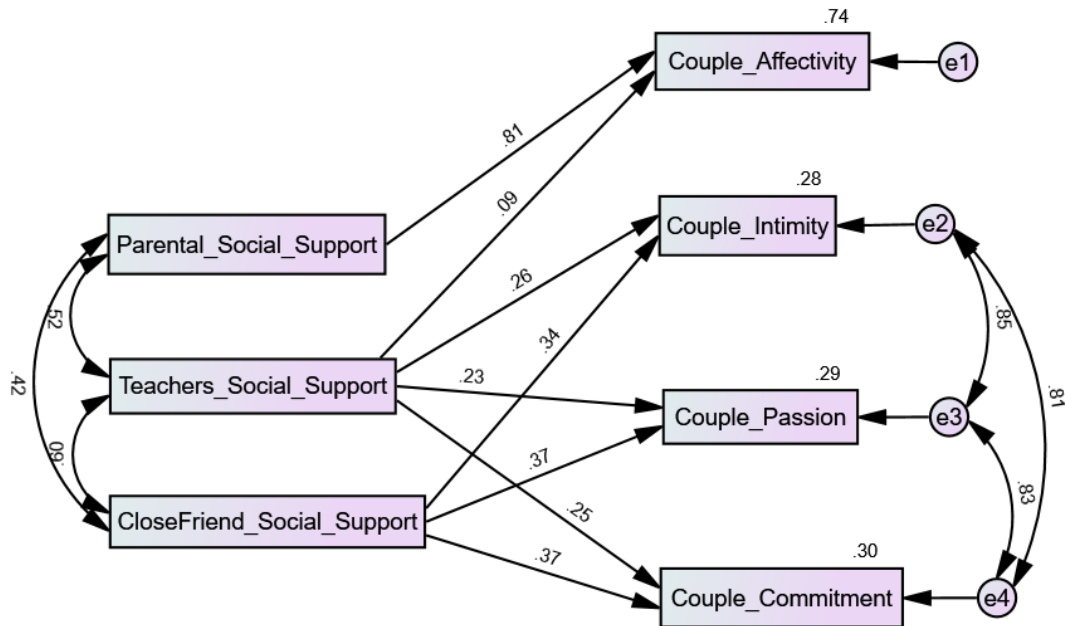 .74
Couple_Affectivity
e1
.81
.09
.28
Couple_Intimity
e2
Parental_Social_Support
.26
.52
.34
.85
.42
Teachers_Social_Support
.23
.29
Couple_Passion
e3
.81
.60
.37
.25
.83
CloseFriend_Social_Support
.37
.30
Couple_Commitment
e4